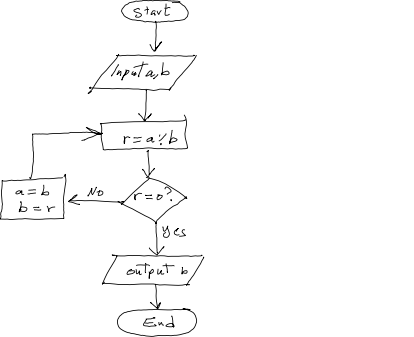 Start
Input a,b
r=a%b
r=0?
No
a=b
b=r
yes
output b
End